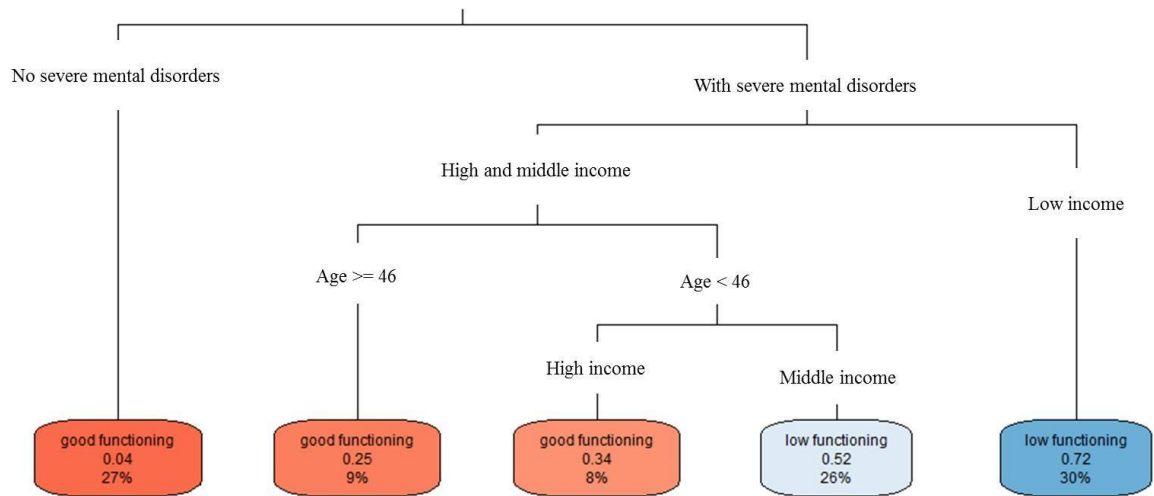 No severe mental disorders
With severe mental disorders
High and middle income
Low income
Age >= 46
Age < 46
High income
Middle income
good functioning
0.04
27%
good functioning
0.25
9%
good functioning
0.34
8%
low functioning
0.52
26%
low functioning
0.72
30%